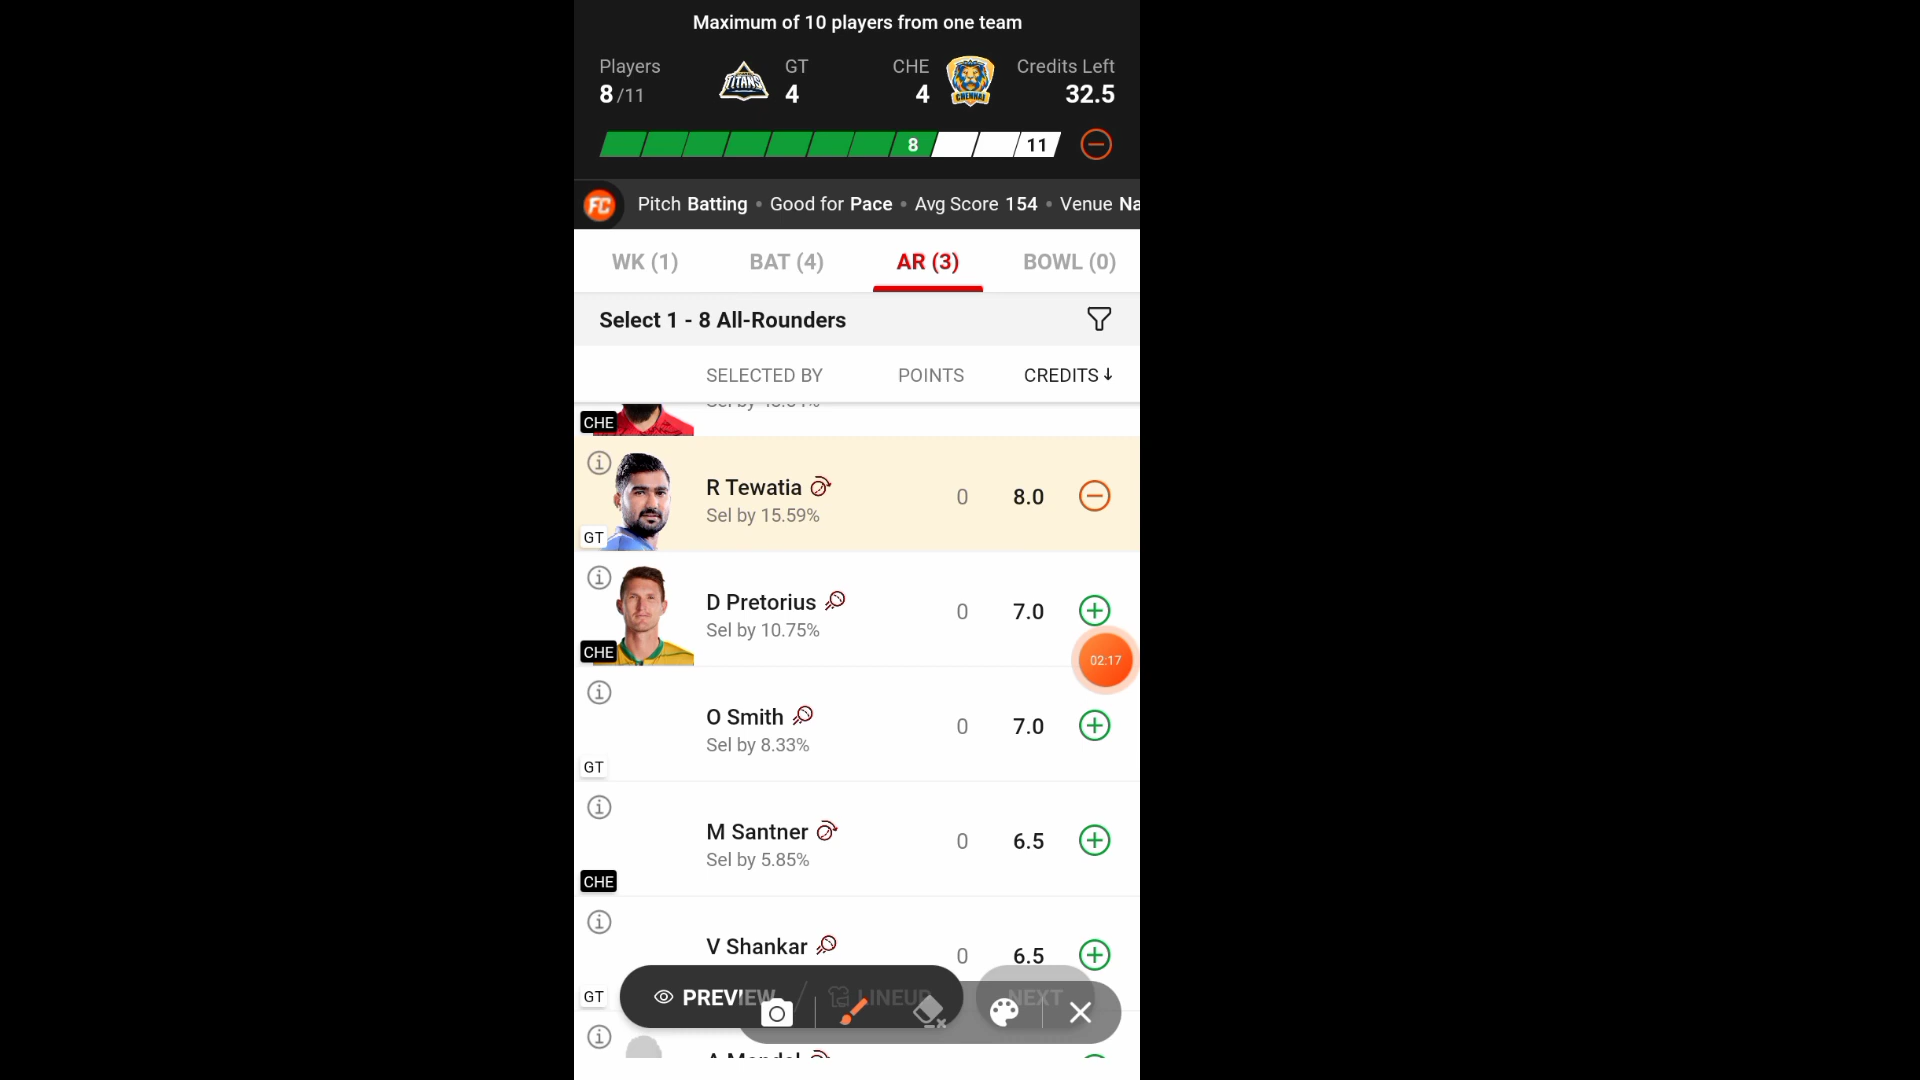 Maximum of 10 players from one team
Players
8 /11
TITANS
GT
4
CHE
4
CHENNAI
Credits Left
32.5
8
11
FC
Pitch Batting • Good for Pace • Avg Score 154 • Venue Na
WK (1)
BAT (4)
AR (3)
BOWL (0)
Select 1 - 8 All-Rounders
SELECTED BY
POINTS
CREDITS↓
CHE
R Tewatia
Sel by 15.59%
0
8.0
GT
D Pretorius
Sel by 10.75%
0
7.0
CHE
02:17
O Smith
Sel by 8.33%
0
7.0
GT
M Santner
Sel by 5.85%
0
6.5
CHE
V Shankar
0
6.5
GT
PREVIEW
LINEUP
NEXT